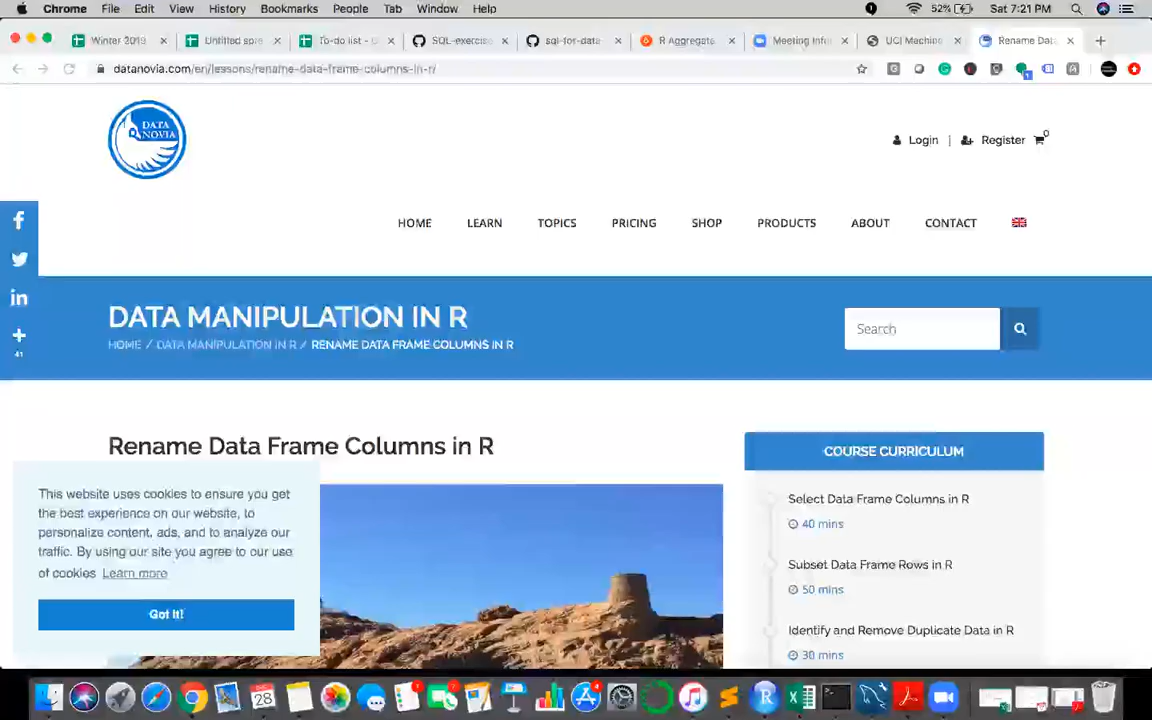 Chrome File Edit View History Bookmarks People Tab Window Help 52% Sat 7:21 PM
Winter 2019 Untitled spre To-do list - G SQL-exercise sql-for-data- R Aggregate Meeting Info UCI Machine Rename Dat
datanovia.com/en/lessons/rename-data-frame-columns-in-r/
DATA
NOVIA
Login | Register 0
HOME LEARN TOPICS PRICING SHOP PRODUCTS ABOUT CONTACT
41
DATA MANIPULATION IN R
HOME / DATA MANIPULATION IN R / RENAME DATA FRAME COLUMNS IN R
Search
Rename Data Frame Columns in R
This website uses cookies to ensure you get
the best experience on our website, to
personalize content, ads, and to analyze our
traffic. By using our site you agree to our use
of cookies Learn more
Got it!
COURSE CURRICULUM
Select Data Frame Columns in R
40 mins
Subset Data Frame Rows in R
50 mins
Identify and Remove Duplicate Data in R
30 mins